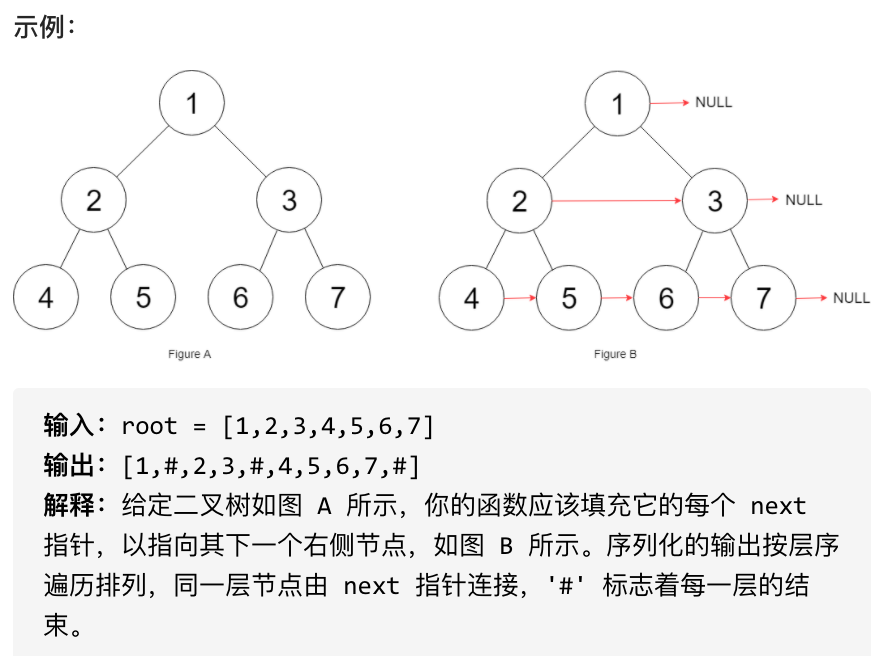 示例：
1
2 3
4 5 6 7
Figure A
1 NULL
2 3 NULL
4 5 6 7 NULL
Figure B
输入：root = [1,2,3,4,5,6,7]
输出：[1,#,2,3,#,4,5,6,7,#]
解释：给定二叉树如图 A 所示，你的函数应该填充它的每个 next
指针，以指向其下一个右侧节点，如图 B 所示。序列化的输出按层序
遍历排列，同一层节点由 next 指针连接，'#' 标志着每一层的结
束。